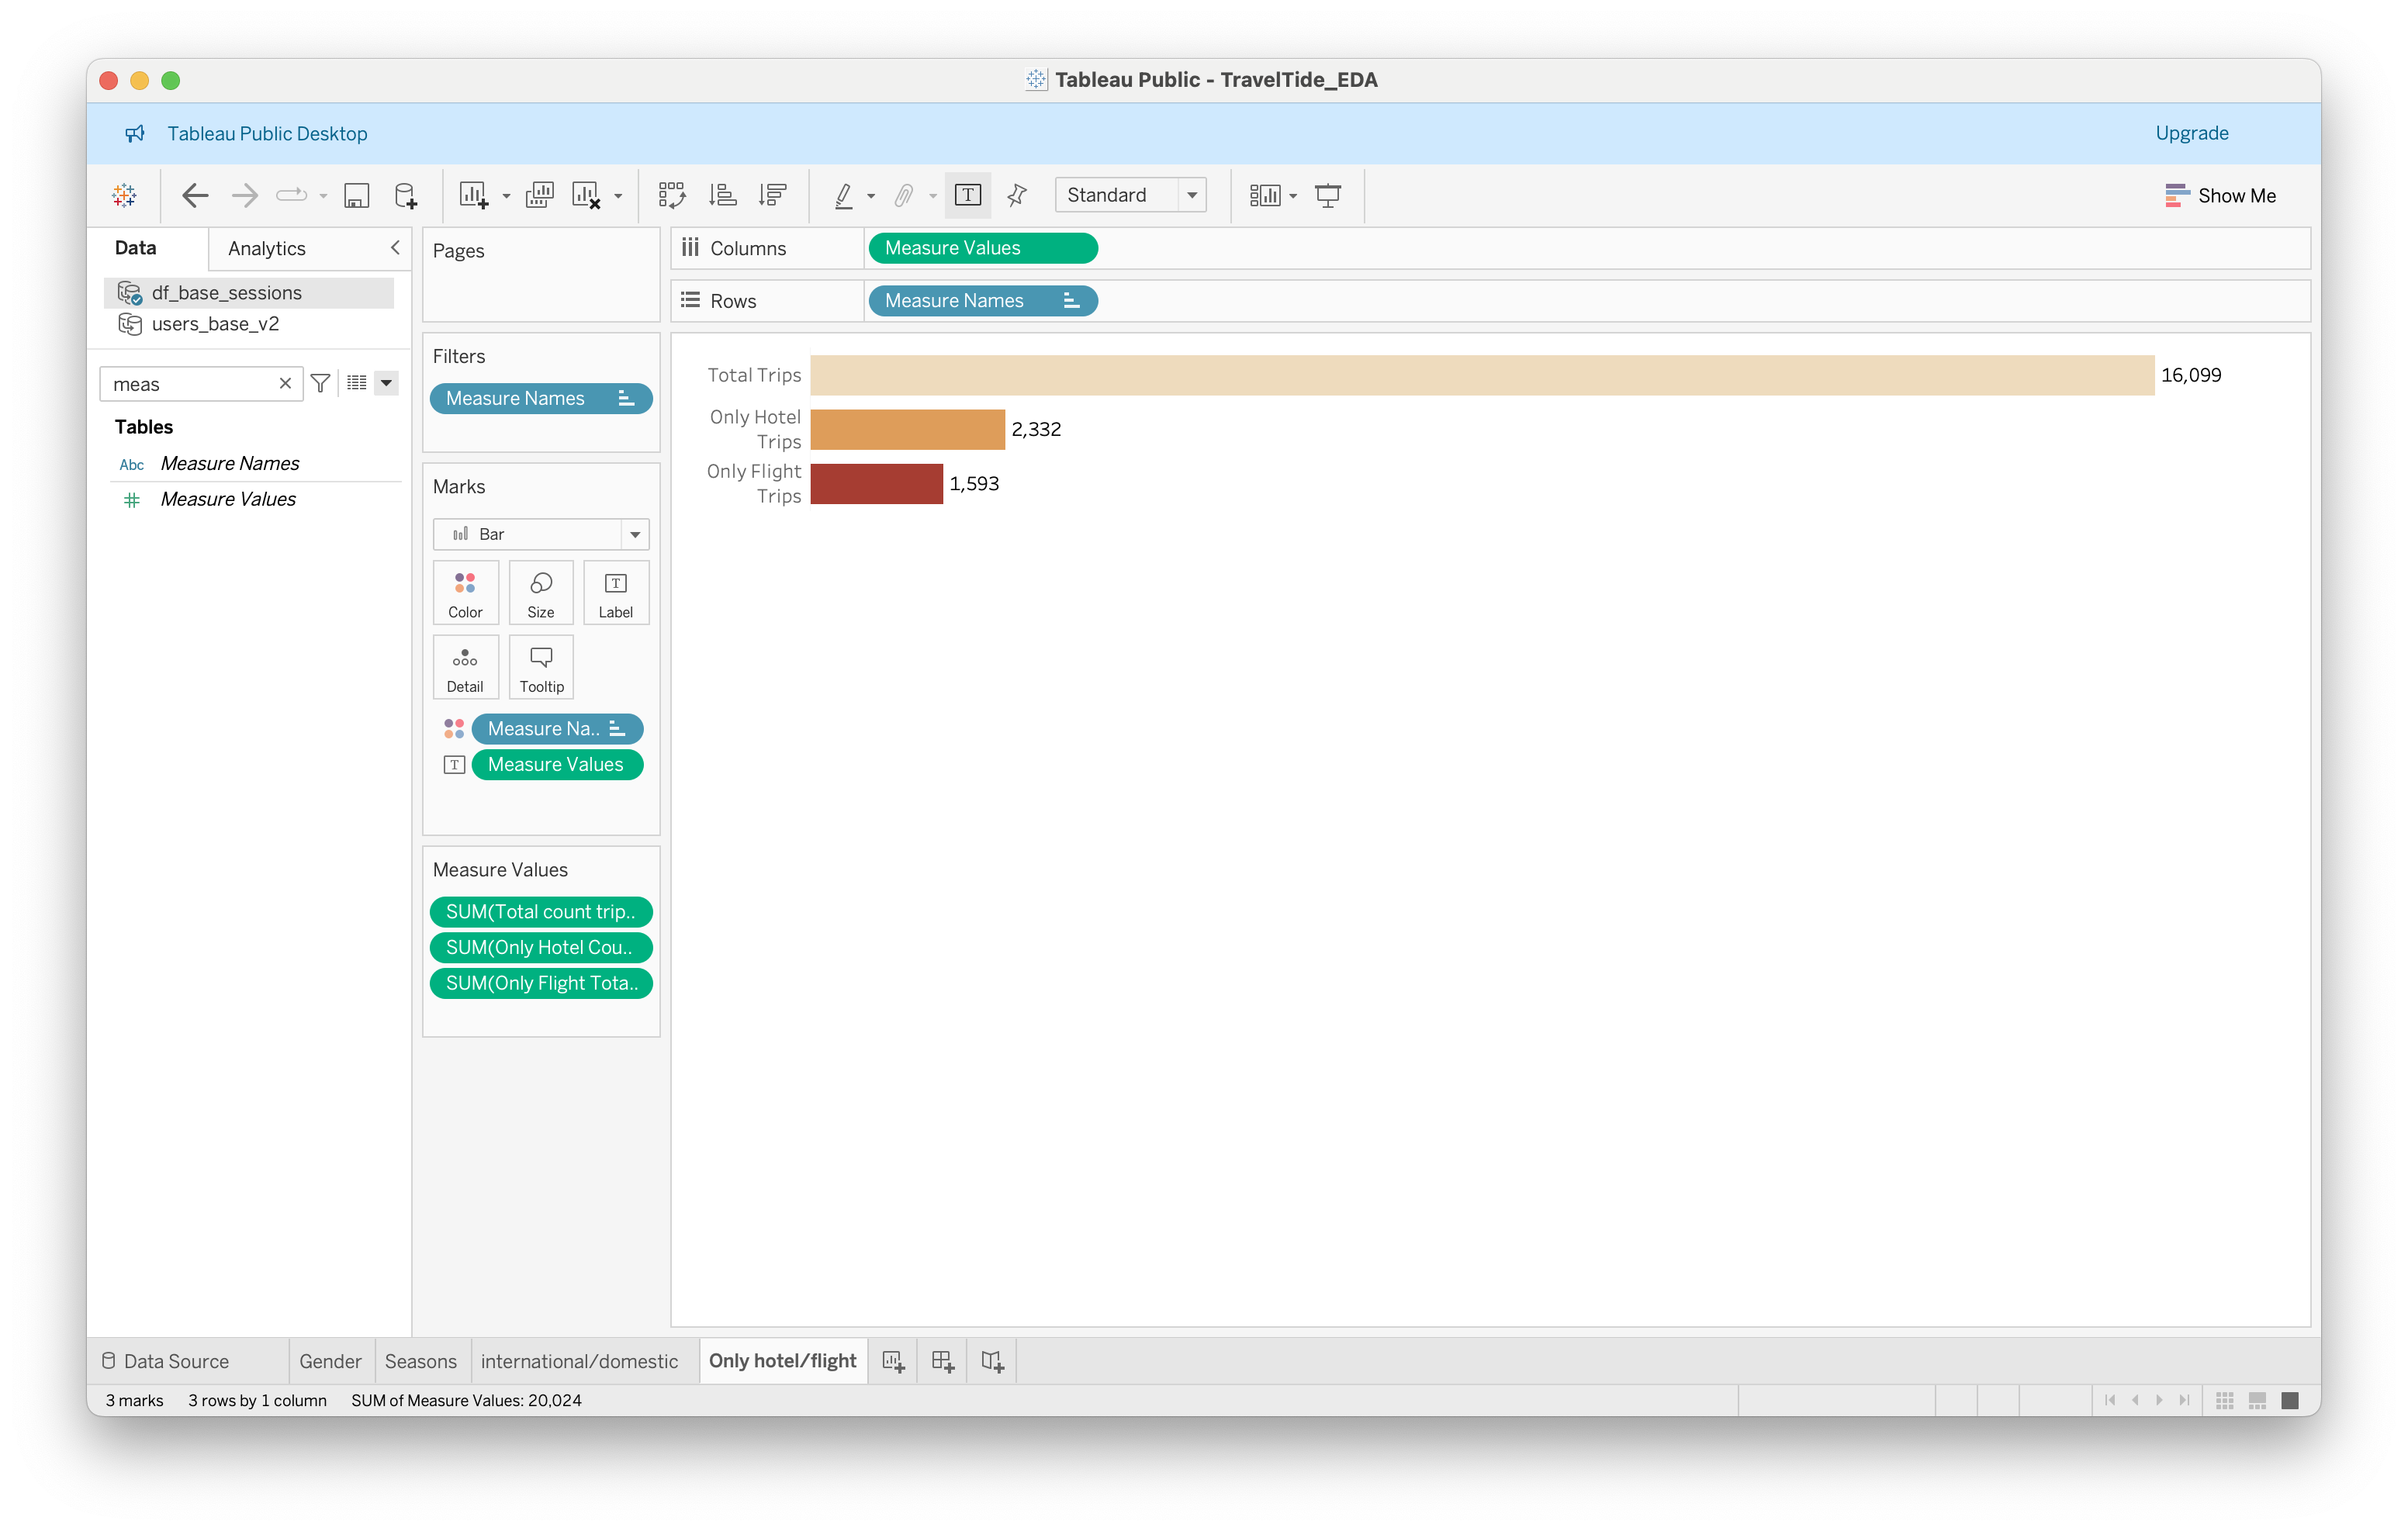 Tableau Public - TravelTide_EDA
Tableau Public Desktop
Upgrade
Standard
Show Me
Data
Analytics
df_base_sessions
users_base_v2
meas
Tables
Abc Measure Names
Measure Values
Pages
Filters
Measure Names
Marks
Bar
Color
Size
Label
Detail
Tooltip
Measure Na..
Measure Values
Measure Values
SUM(Total count trip..
SUM(Only Hotel Cou..
SUM(Only Flight Tota..
Columns
Measure Values
Rows
Measure Names
Total Trips
16,099
Only Hotel
Trips
2,332
Only Flight
Trips
1,593
Data Source
Gender
Seasons
international/domestic
Only hotel/flight
3 marks
3 rows by 1 column
SUM of Measure Values: 20,024